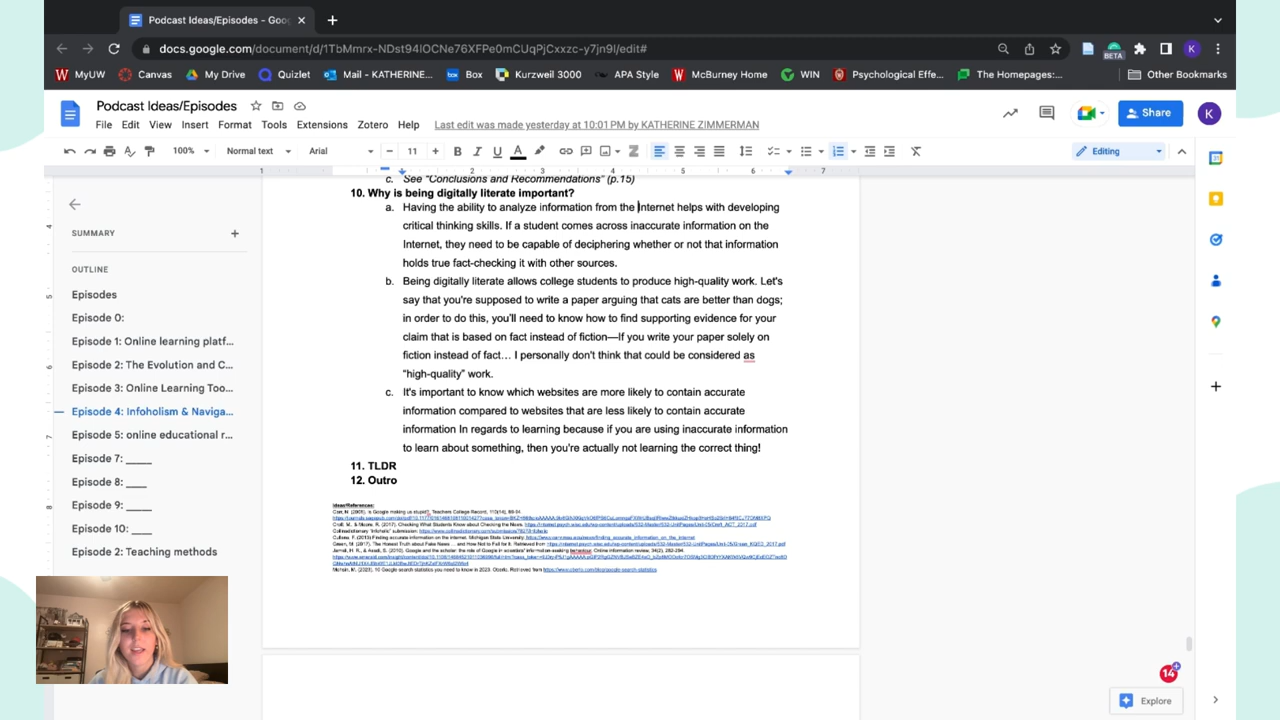 Podcast Ideas/Episodes - Goo
docs.google.com/document/d/1TbMmrx-NDst94IOCNe76XFPe0mCUqPjCxxzc-y7jn9I/edit#
BETA
K
MyUW
Canvas
My Drive
Quizlet
Mail - KATHERINE...
Box
Kurzweil 3000
APA Style
McBurney Home
WIN
Psychological Effe...
The Homepages:...
Other Bookmarks
Podcast Ideas/Episodes
File Edit View Insert Format Tools Extensions Zotero Help
Last edit was made yesterday at 10:01 PM by KATHERINE ZIMMERMAN
Share
K
100%
Normal text
Arial
11
Editing
1 2 3 4 5 6 7
c. See "Conclusions and Recommendations" (p.15)
10. Why is being digitally literate important?
a. Having the ability to analyze information from the Internet helps with developing
critical thinking skills. If a student comes across inaccurate information on the
Internet, they need to be capable of deciphering whether or not that information
holds true fact-checking it with other sources.
b. Being digitally literate allows college students to produce high-quality work. Let's
say that you're supposed to write a paper arguing that cats are better than dogs;
in order to do this, you'll need to know how to find supporting evidence for your
claim that is based on fact instead of fiction—If you write your paper solely on
fiction instead of fact… I personally don't think that could be considered as
"high-quality" work.
c. It's important to know which websites are more likely to contain accurate
information compared to websites that are less likely to contain accurate
information In regards to learning because if you are using inaccurate information
to learn about something, then you're actually not learning the correct thing!
11. TLDR
12. Outro
Ideas/References:
SUMMARY
OUTLINE
Episodes
Episode 0:
Episode 1: Online learning platf...
Episode 2: The Evolution and C...
Episode 3: Online Learning Too...
Episode 4: Infoholism & Naviga...
Episode 5: online educational r...
Episode 7: ____
Episode 8: ___
Episode 9: ____
Episode 10: ___
Episode 2: Teaching methods
14
Explore